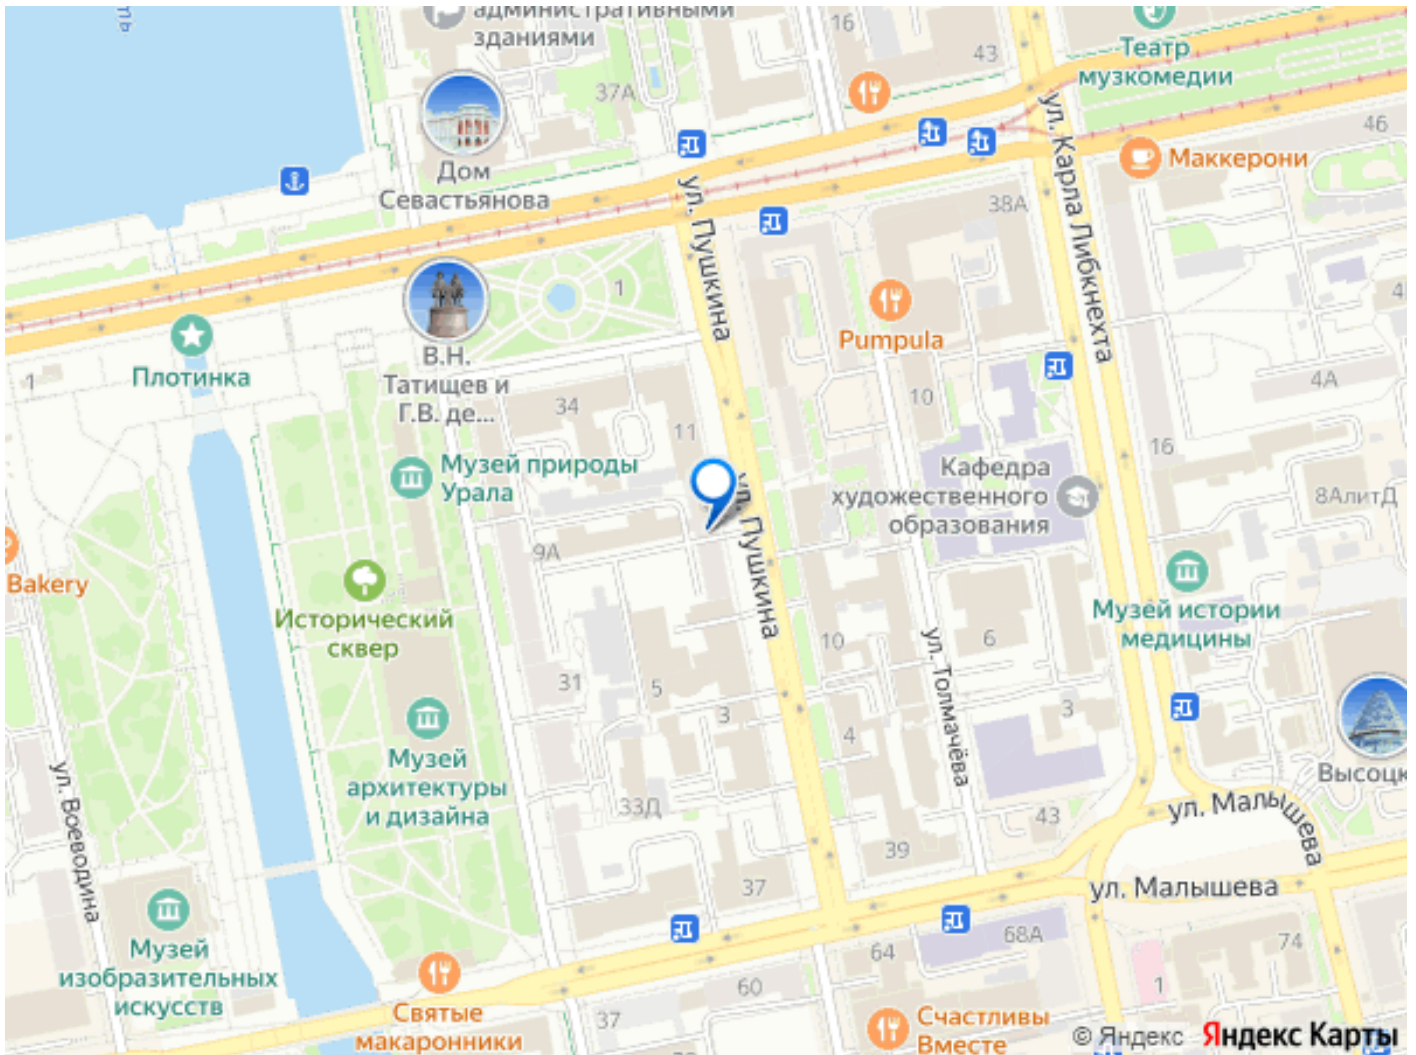 административными
зданиями
16
43
Театр
музкомедии
37А
46
Маккерони
Дом
Севастьянова
ул. Пушкина
ул. Карла Либкнехта
38А
1
Pumpula
Плотинка
1
В.Н.
Татищев и
Г.В. де...
34
11
10
4А
16
Музей природы
Урала
ул. Пушкина
Кафедра
художественного
образования
8АлитД
9А
Bakery
Исторический
сквер
Музей истории
медицины
10
6
ул. Толмачёва
31
5
3
4
3
Музей
архитектуры
и дизайна
33Д
ул. Воеводина
Высоцк
ул. Малышева
43
39
37
ул. Малышева
Музей
изобразительных
искусств
64
68А
74
60
1
37
Святые
макаронники
Счастливы
Вместе
© Яндекс Яндекс Карты